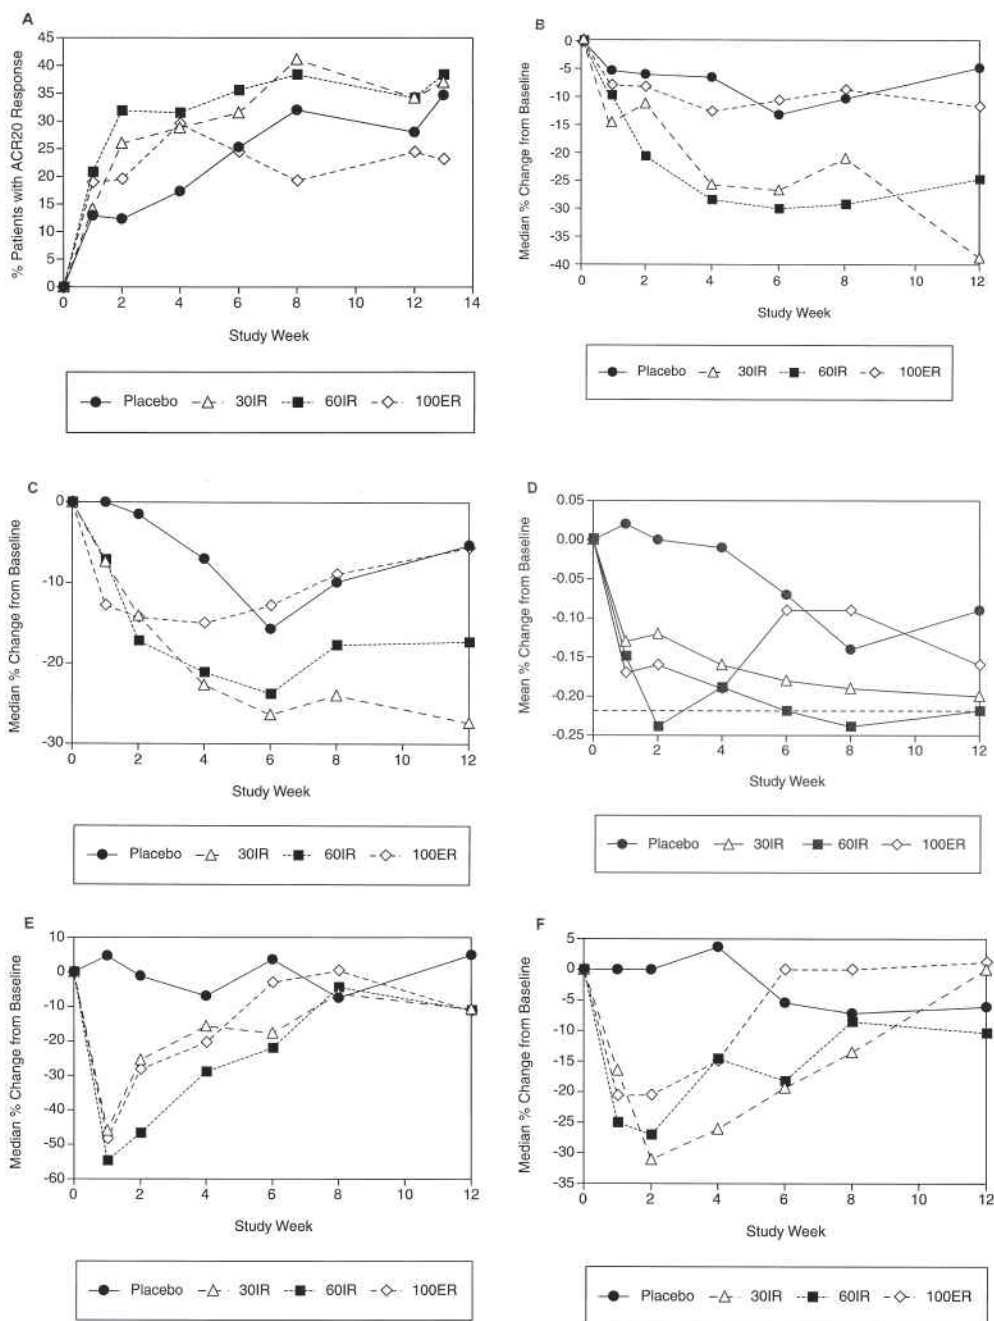 A
45
40
35
30
25
20
15
10
5
0
% Patients with ACR20 Response
0 2 4 6 8 10 12 14
Study Week
Placebo 30IR 60IR 100ER
B
0
-5
-10
-15
-20
-25
-30
-35
-40
Median % Change from Baseline
0 2 4 6 8 10 12
Study Week
Placebo 30IR 60IR 100ER
C
0
-10
-20
-30
Median % Change from Baseline
0 2 4 6 8 10 12
Study Week
Placebo 30IR 60IR 100ER
D
0.05
0.00
-0.05
-0.10
-0.15
-0.20
-0.25
Mean % Change from Baseline
0 2 4 6 8 10 12
Study Week
Placebo 30IR 60IR 100ER
E
10
0
-10
-20
-30
-40
-50
-60
Median % Change from Baseline
0 2 4 6 8 10 12
Study Week
Placebo 30IR 60IR 100ER
F
5
0
-5
-10
-15
-20
-25
-30
-35
Median % Change from Baseline
0 2 4 6 8 10 12
Study Week
Placebo 30IR 60IR 100ER